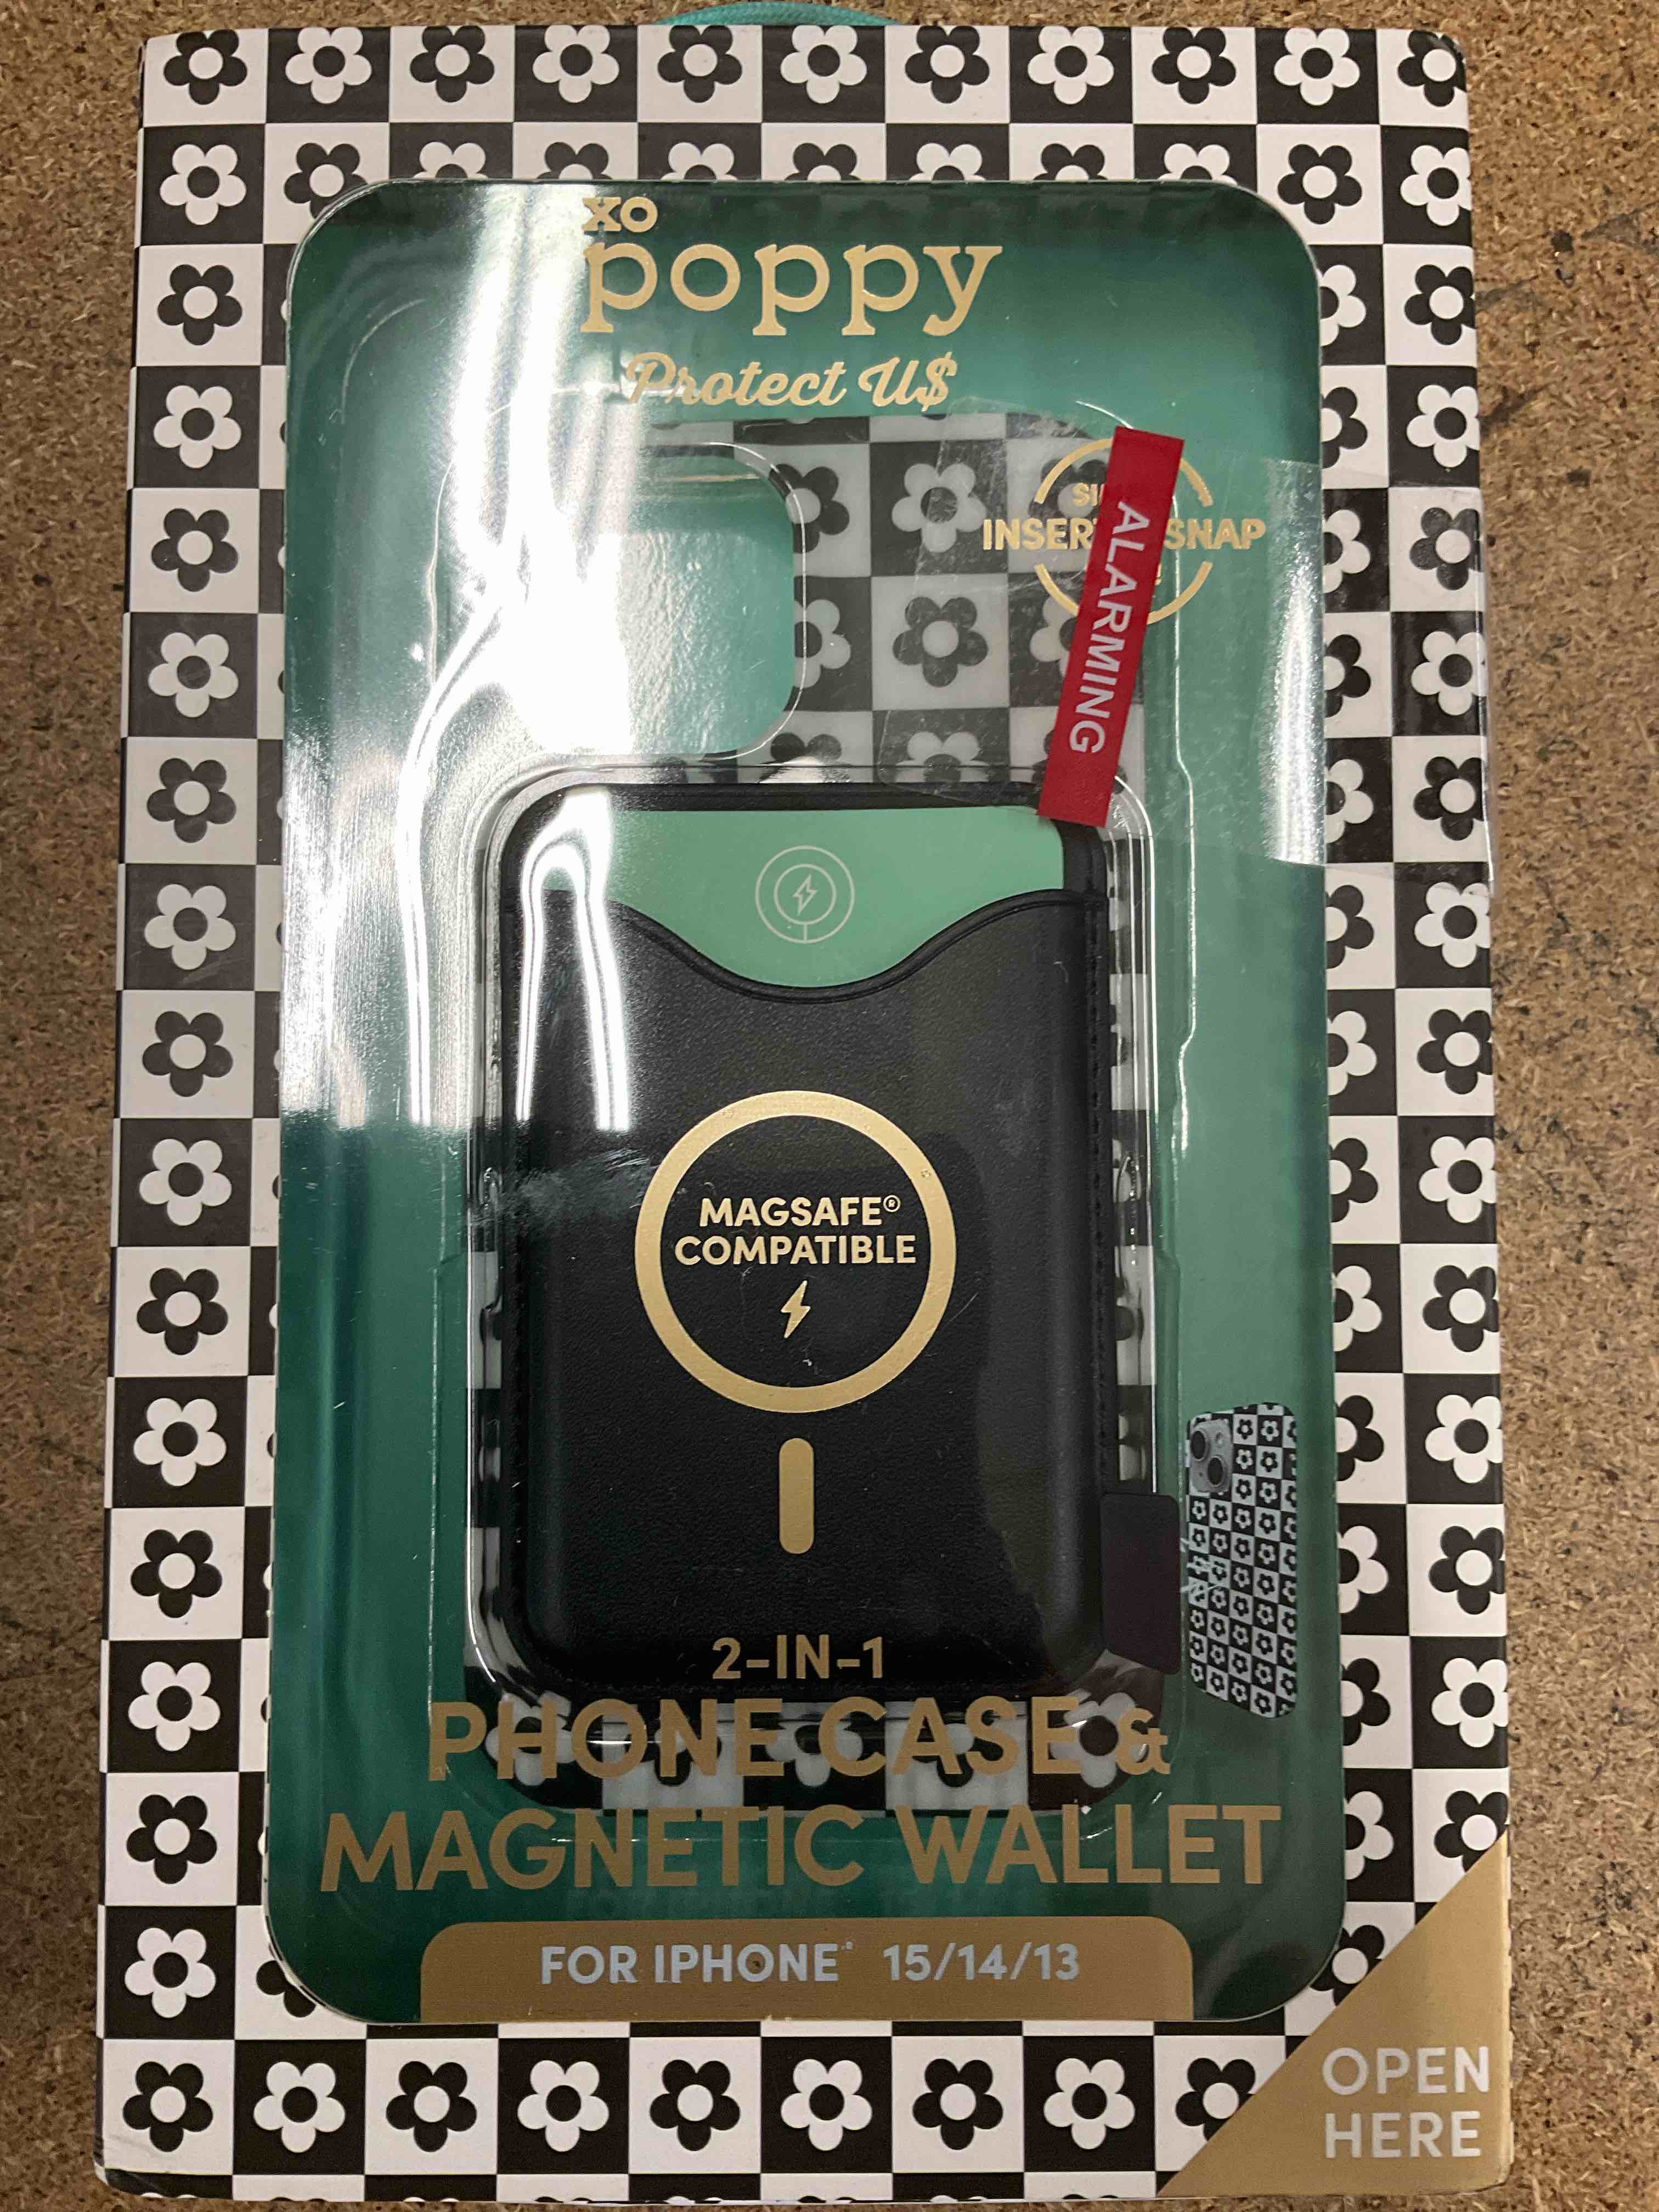 xo
poppy
Protect U$
INSER SNAP
ALARMING
MAGSAFE®
COMPATIBLE
2-IN-1
PHONE CASE &
MAGNETIC WALLET
FOR IPHONE® 15/14/13
OPEN
HERE